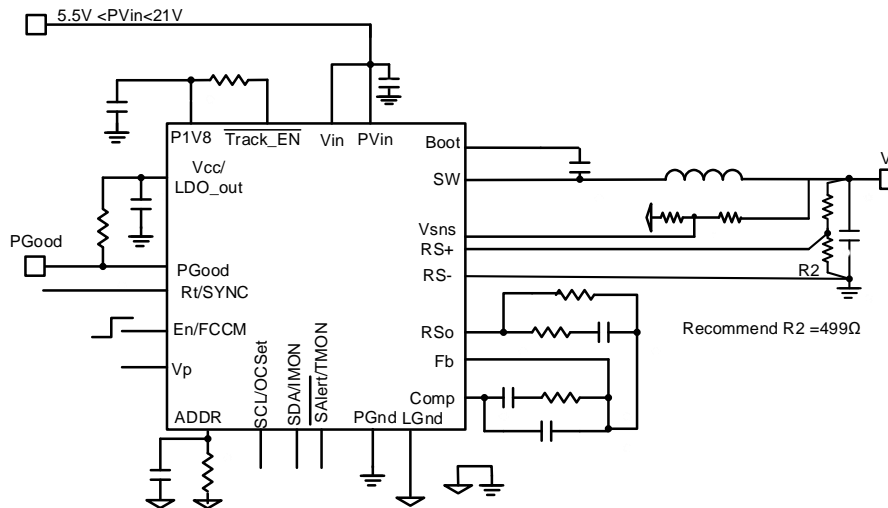 5.5V <PVin<21V
P1V8
Track_EN
Vin
PVin
Boot
Vcc/
LDO_out
SW
V
Vsns
PGood
RS+
PGood
RS-
R2
Rt/SYNC
En/FCCM
RSo
Recommend R2 =499Ω
Fb
Vp
Comp
ADDR
SCL/OCSet
SDA/IMON
SAlert/TMON
PGnd
LGnd